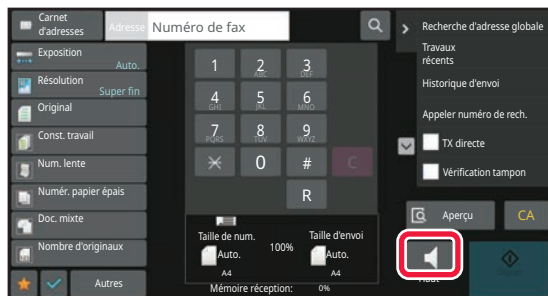 Carnet
d'adresses
Adresse
Numéro de fax
Exposition
Auto.
Résolution
Super fin
Original
Const. travail
Num. lente
Numér. papier
épais
Doc. mixte
Nombre d'originaux
Autres
1
2
ABC
3
DEF
4
GHI
5
JKL
6
MNO
7
PQRS
8
TUV
9
WXYZ
0
#
C
R
Taille de num.
Auto.
A4
100%
Taille d'envoi
Auto.
A4
Mémoire réception:
0%
Recherche d'adresse globale
Travaux
récents
Historique d'envoi
Appeler numéro de rech.
TX directe
Vérification tampon
Aperçu
CA
Haut